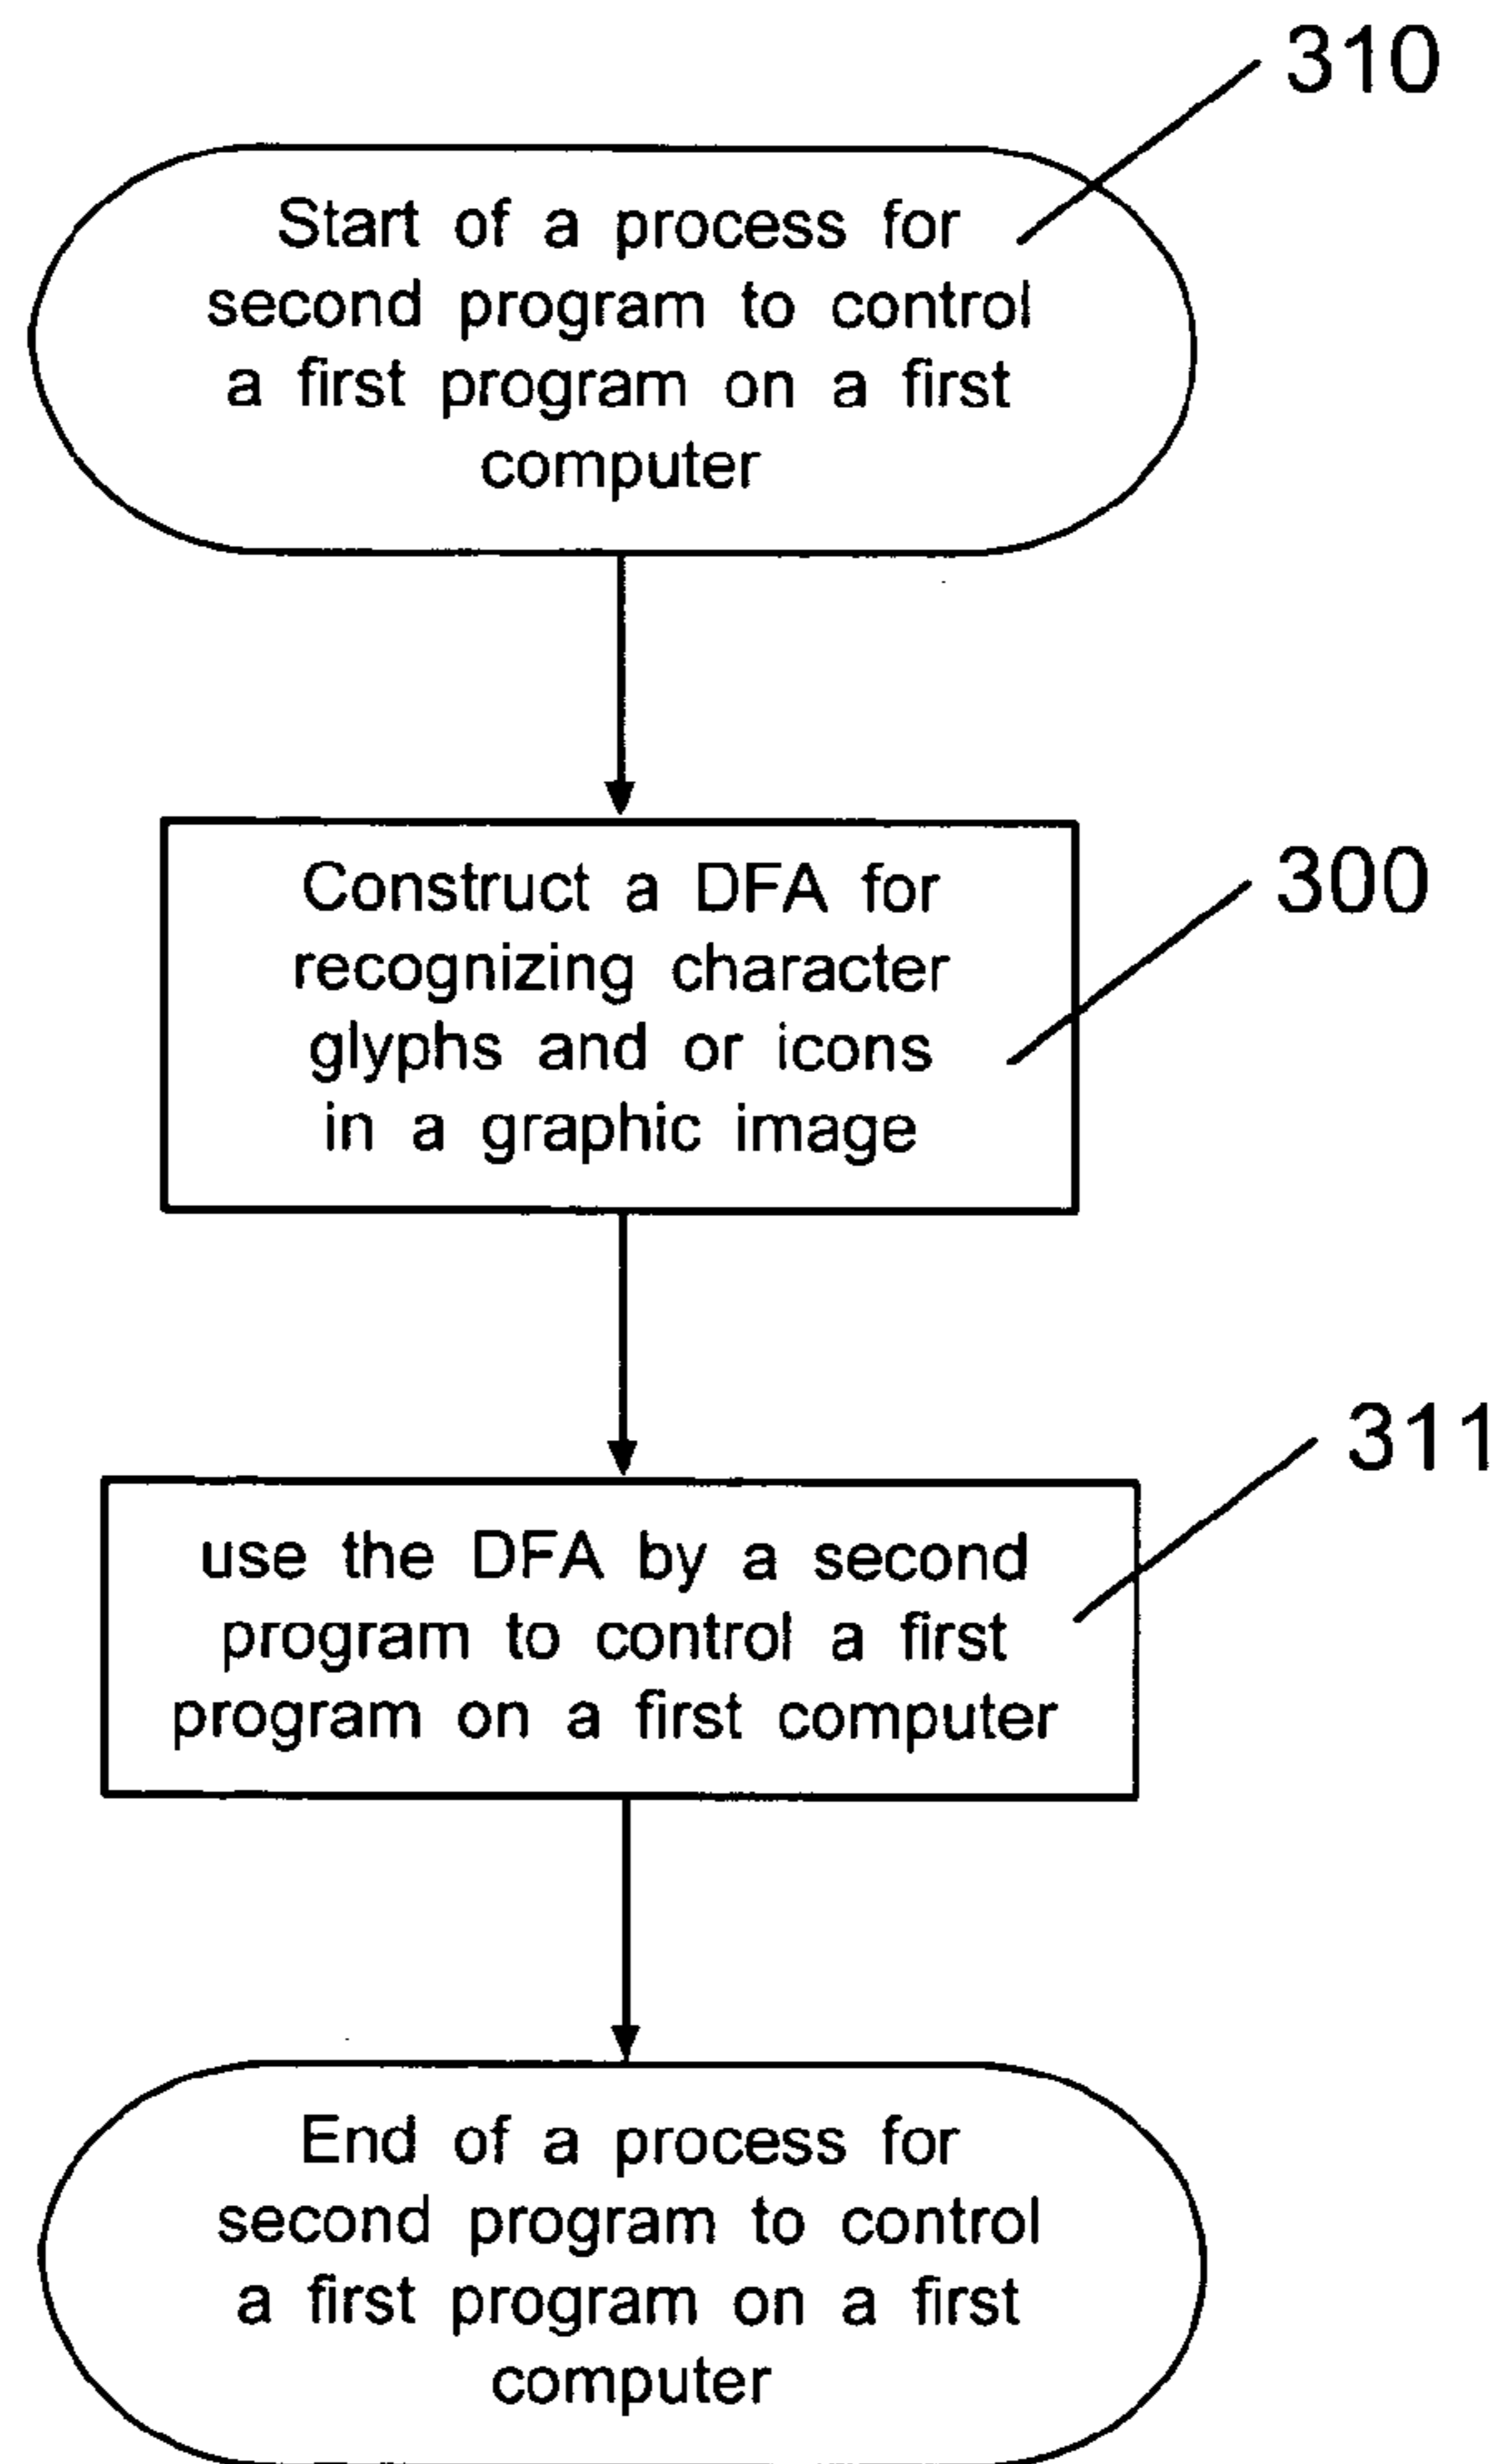 310
Start of a process for
second program to control
a first program on a first
computer
300
Construct a DFA for
recognizing character
glyphs and or icons
in a graphic image
311
use the DFA by a second
program to control a first
program on a first computer
End of a process for
second program to control
a first program on a first
computer